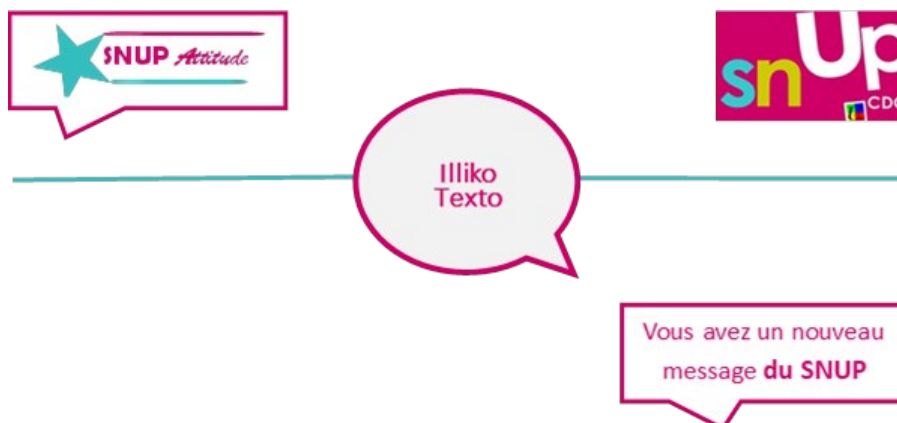 SNUP Attitude
snUp
CDC
Illiko
Texto
Vous avez un nouveau
message du SNUP